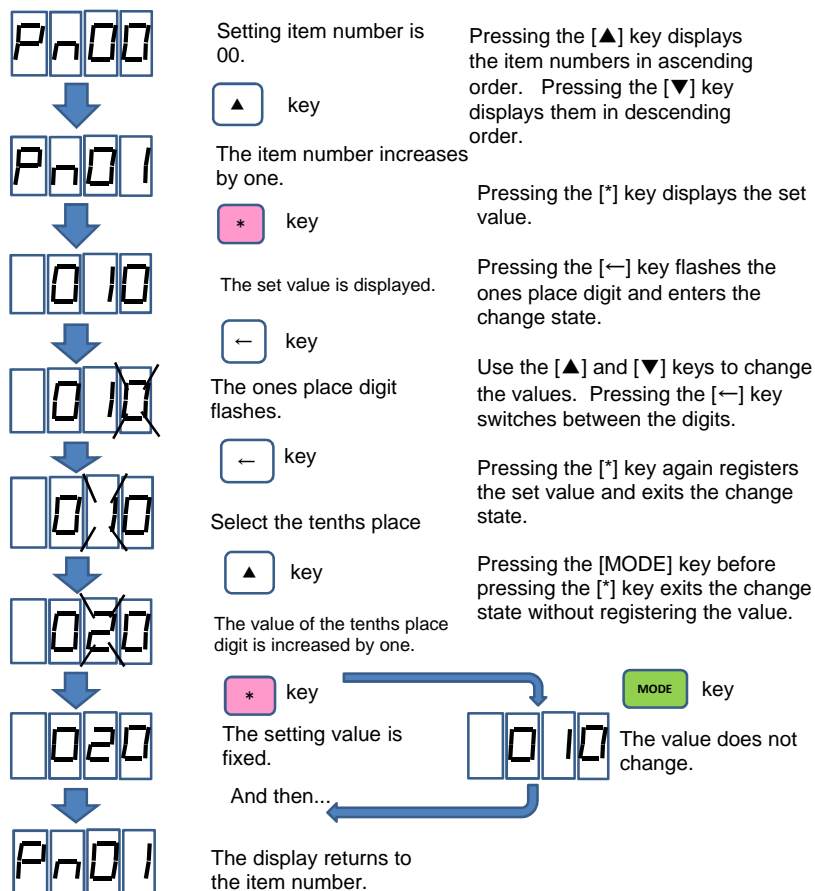 Pn00
Setting item number is
00.
▲ key
Pn01
The item number increases
by one.
* key
010
The set value is displayed.
← key
010
The ones place digit
flashes.
← key
010
Select the tenths place
▲ key
020
The value of the tenths place
digit is increased by one.
* key
020
The setting value is
fixed.
And then...
Pn01
The display returns to
the item number.
Pressing the [▲] key displays
the item numbers in ascending
order. Pressing the [▼] key
displays them in descending
order.
Pressing the [*] key displays the set
value.
Pressing the [←] key flashes the
ones place digit and enters the
change state.
Use the [▲] and [▼] keys to change
the values. Pressing the [←] key
switches between the digits.
Pressing the [*] key again registers
the set value and exits the change
state.
Pressing the [MODE] key before
pressing the [*] key exits the change
state without registering the value.
MODE key
010
The value does not
change.